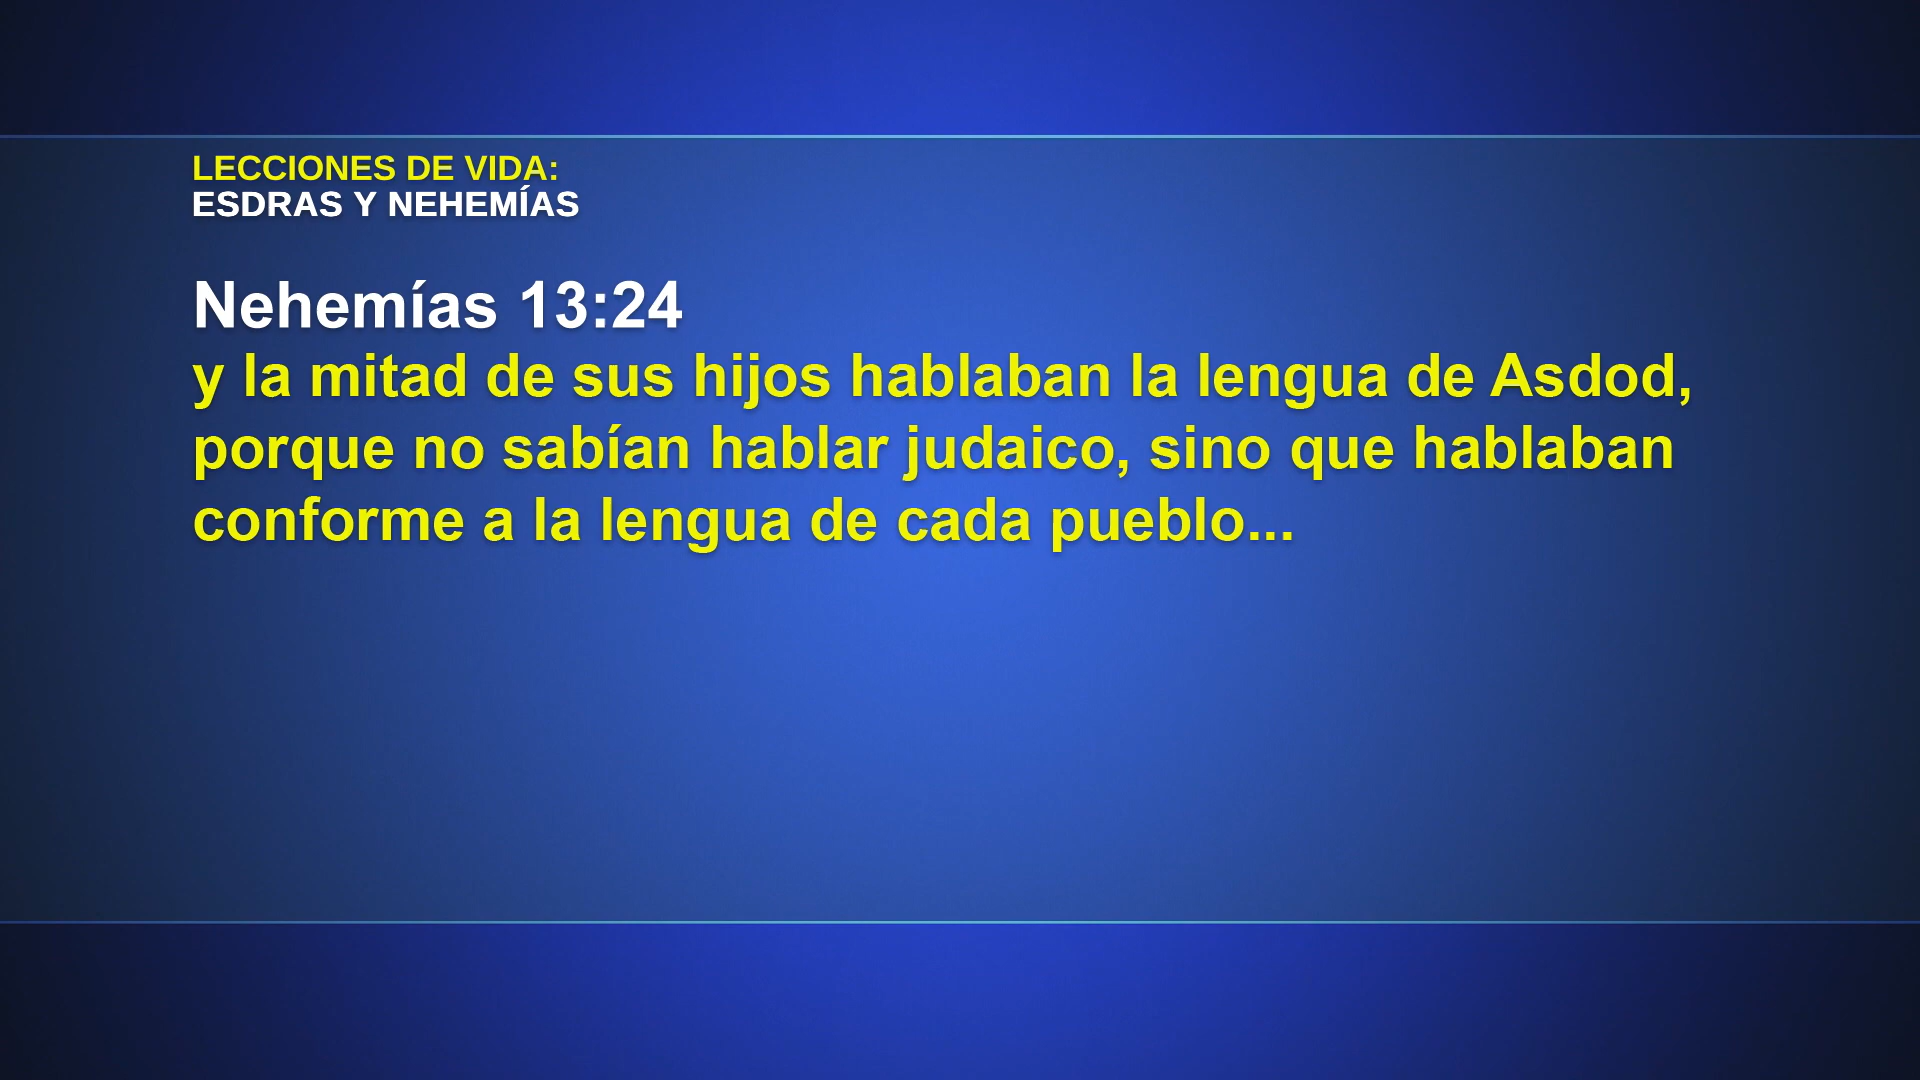 LECCIONES DE VIDA:
ESDRAS Y NEHEMÍAS
Nehemías 13:24
y la mitad de sus hijos hablaban la lengua de Asdod,
porque no sabían hablar judaico, sino que hablaban
conforme a la lengua de cada pueblo...